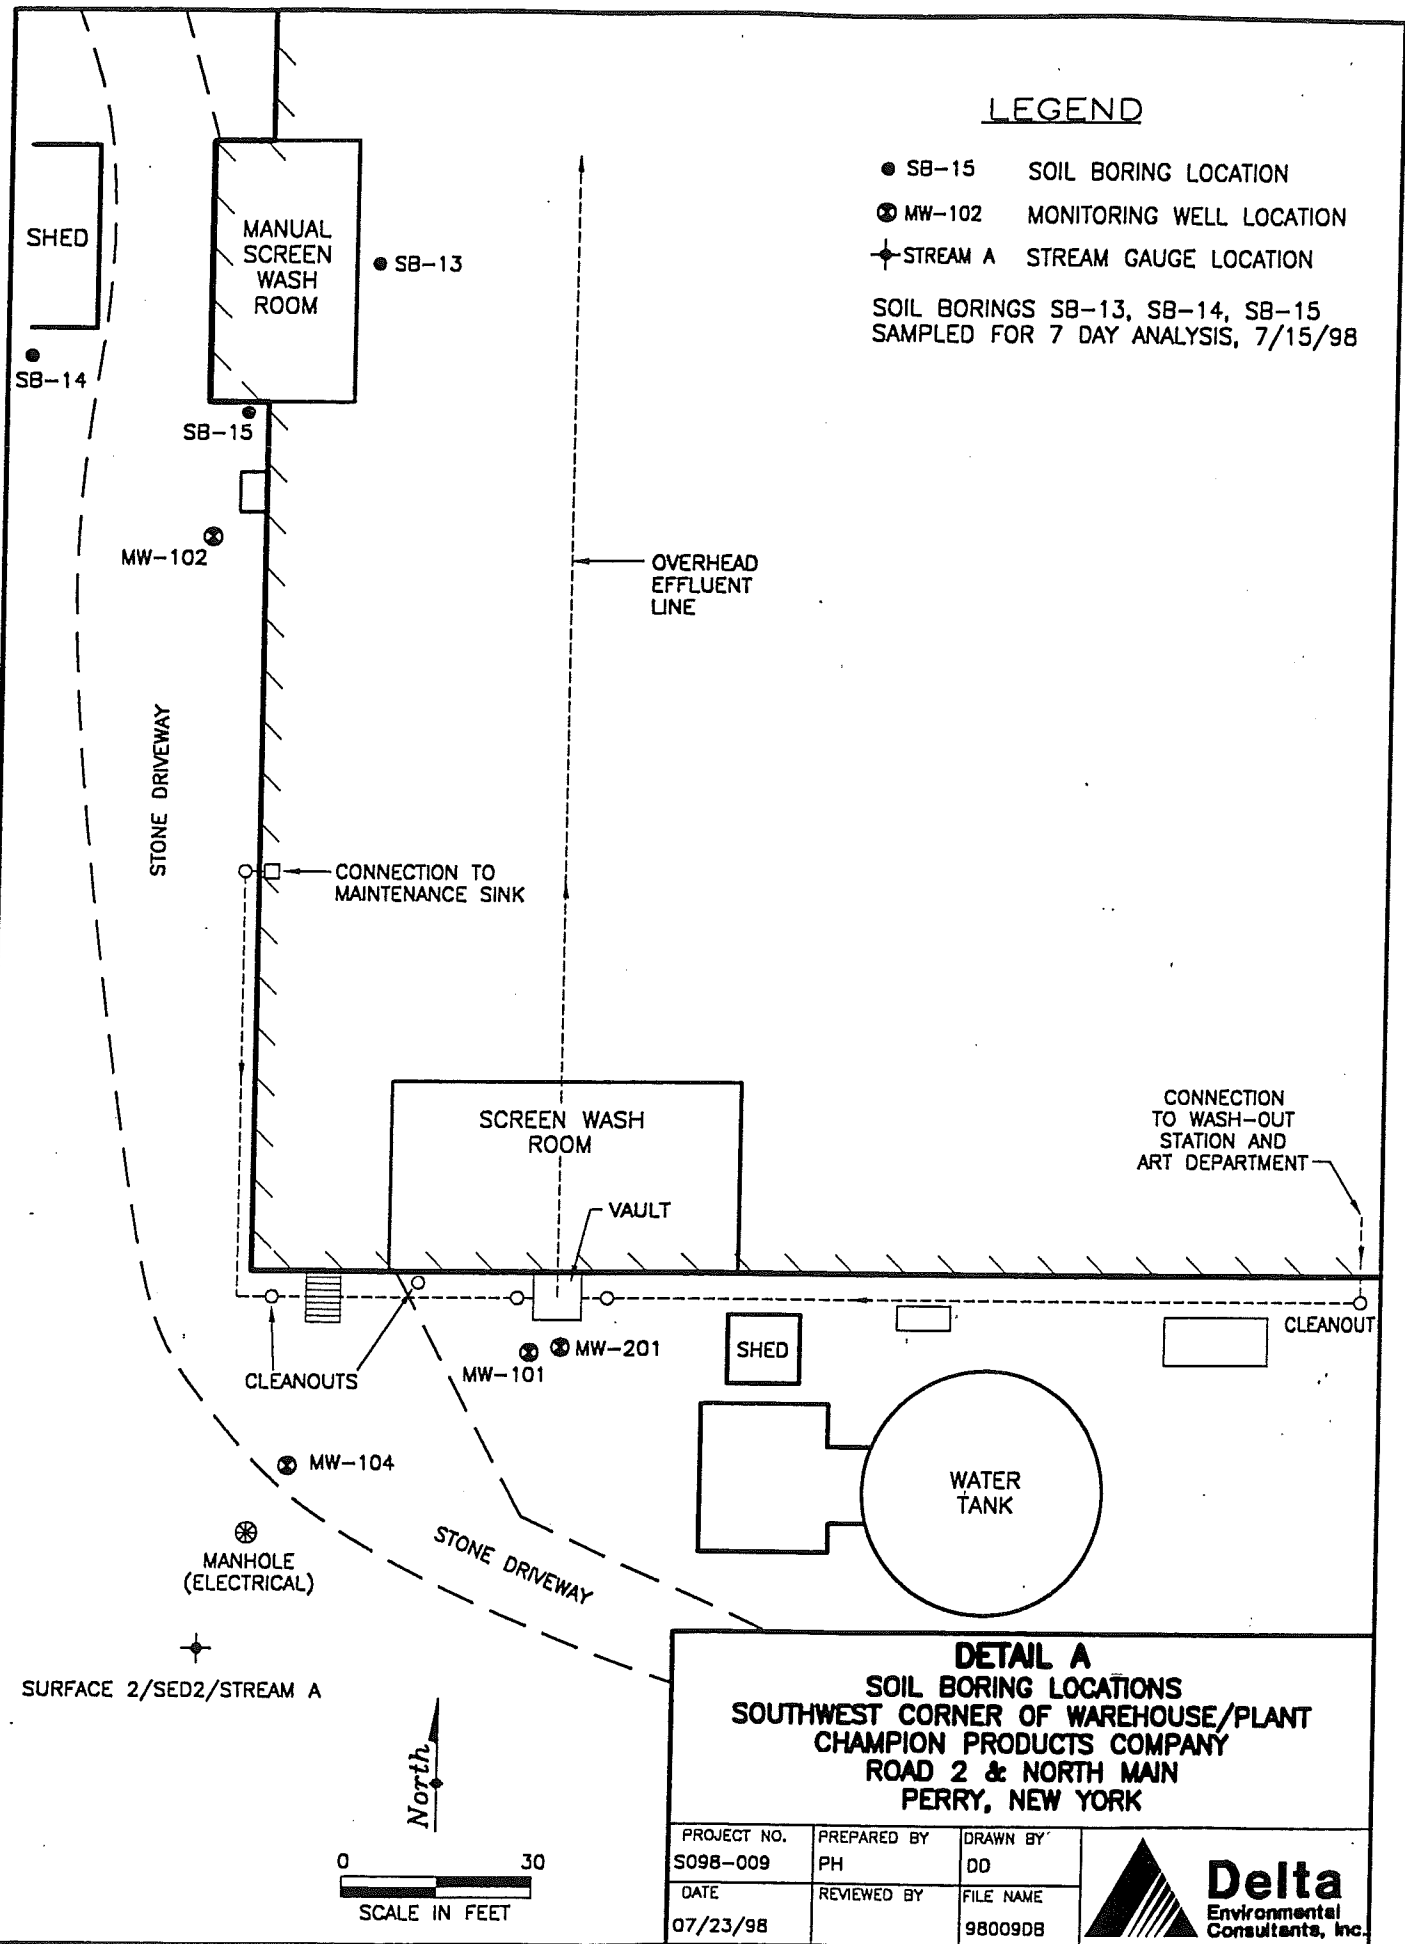 LEGEND
SB-15 SOIL BORING LOCATION
MW-102 MONITORING WELL LOCATION
STREAM A STREAM GAUGE LOCATION
SOIL BORINGS SB-13, SB-14, SB-15
SAMPLED FOR 7 DAY ANALYSIS, 7/15/98
SHED
MANUAL
SCREEN
WASH
ROOM
SB-13
SB-14
SB-15
MW-102
OVERHEAD
EFFLUENT
LINE
STONE DRIVEWAY
CONNECTION TO
MAINTENANCE SINK
SCREEN WASH
ROOM
VAULT
CONNECTION
TO WASH-OUT
STATION AND
ART DEPARTMENT
CLEANOUT
CLEANOUTS
MW-101
MW-201
SHED
MW-104
WATER
TANK
MANHOLE
(ELECTRICAL)
STONE DRIVEWAY
SURFACE 2/SED2/STREAM A
North
0 30
SCALE IN FEET
DETAIL A
SOIL BORING LOCATIONS
SOUTHWEST CORNER OF WAREHOUSE/PLANT
CHAMPION PRODUCTS COMPANY
ROAD 2 & NORTH MAIN
PERRY, NEW YORK
PROJECT NO. PREPARED BY DRAWN BY
S098-009 PH DD
DATE REVIEWED BY FILE NAME
07/23/98 98009DB
Delta
Environmental
Consultants, Inc.